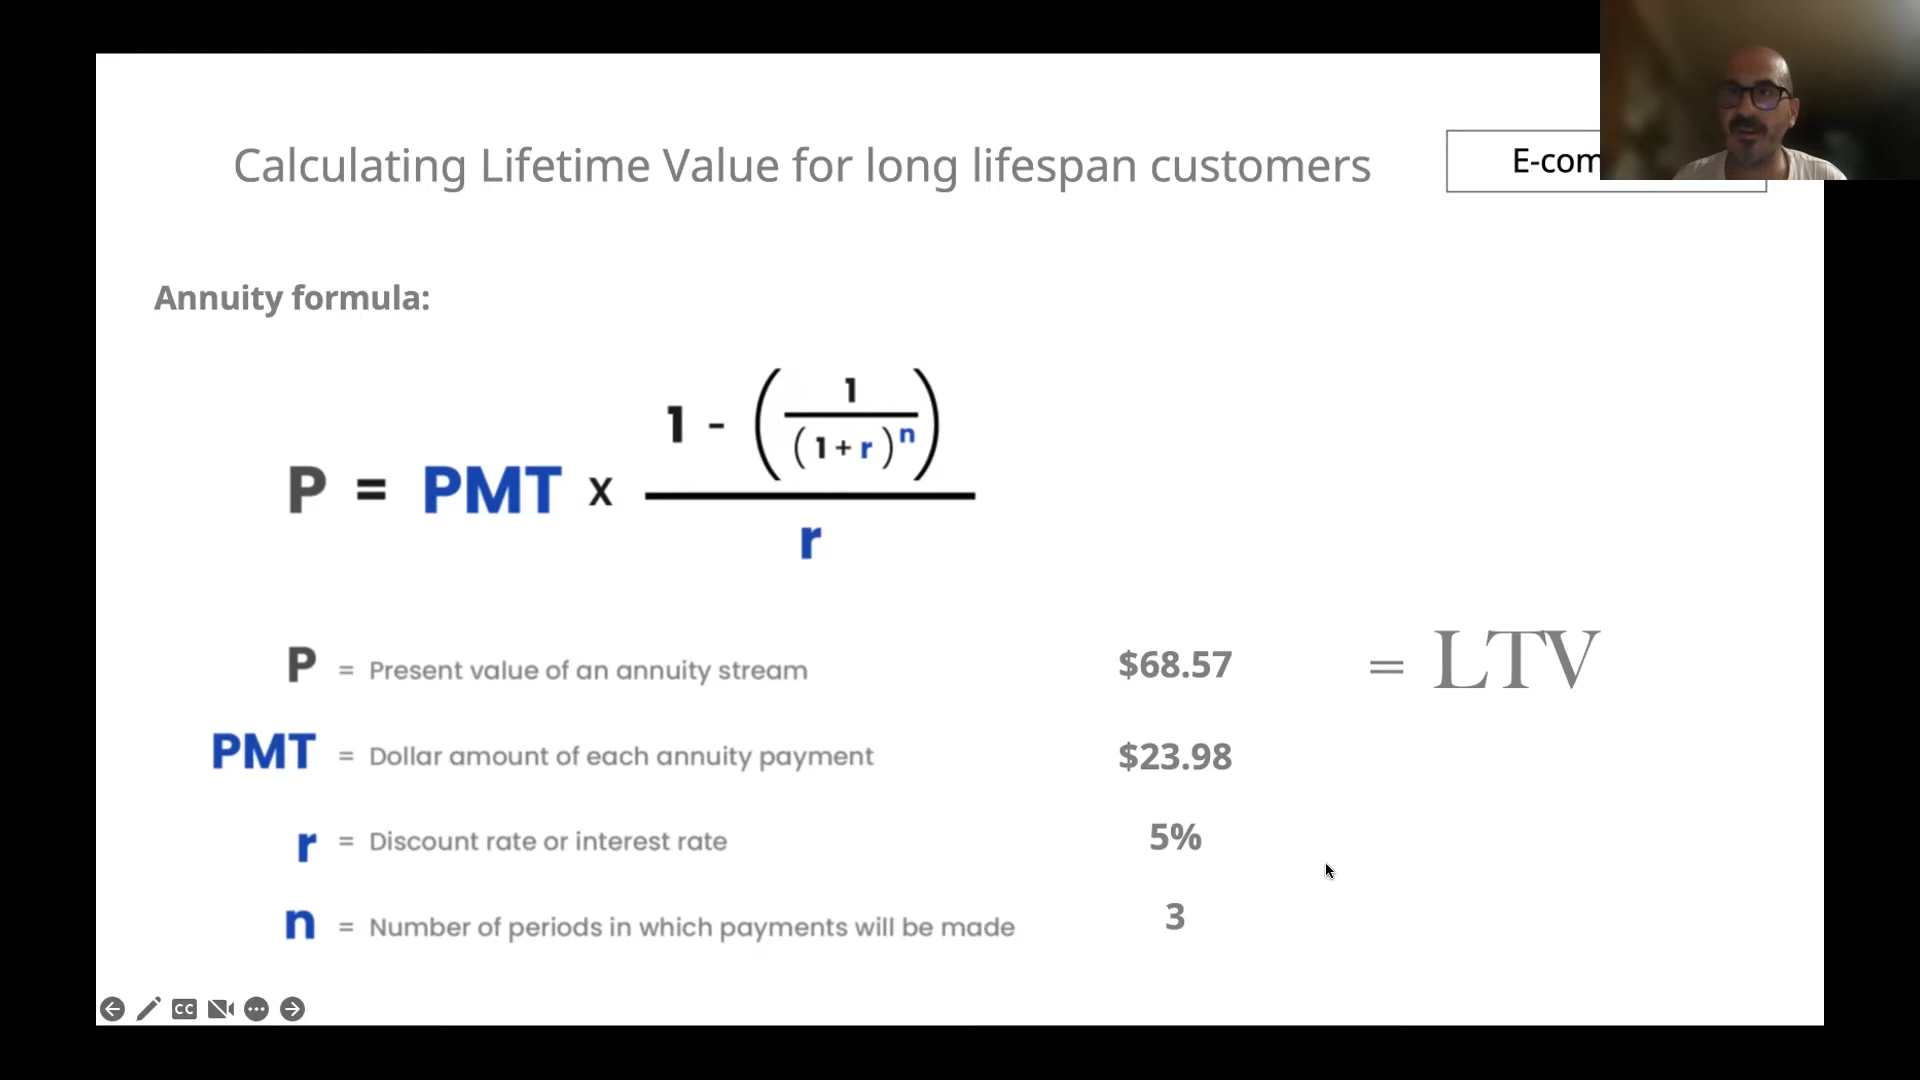 Calculating Lifetime Value for long lifespan customers
E-com
Annuity formula:
P = PMT x
1 - ( 1 / (1 + r)^n )
r
P = Present value of an annuity stream $68.57 = LTV
PMT = Dollar amount of each annuity payment $23.98
r = Discount rate or interest rate 5%
n = Number of periods in which payments will be made 3
CC